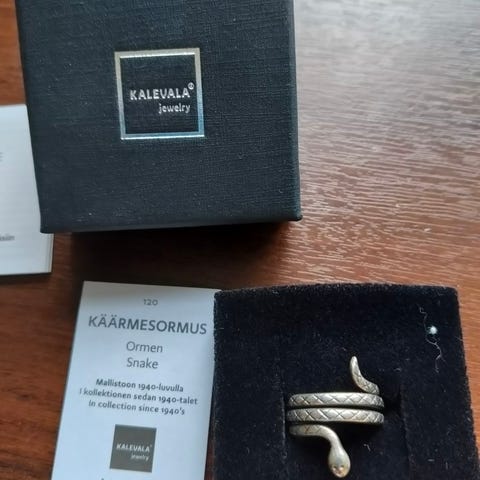 KALEVALA
jewelry
120
KÄÄRMESORMUS
Ormen
Snake
Mallistoon 1940-luvulla
I kollektionen sedan 1940-talet
In collection since 1940's
KALEVALA
jewelry